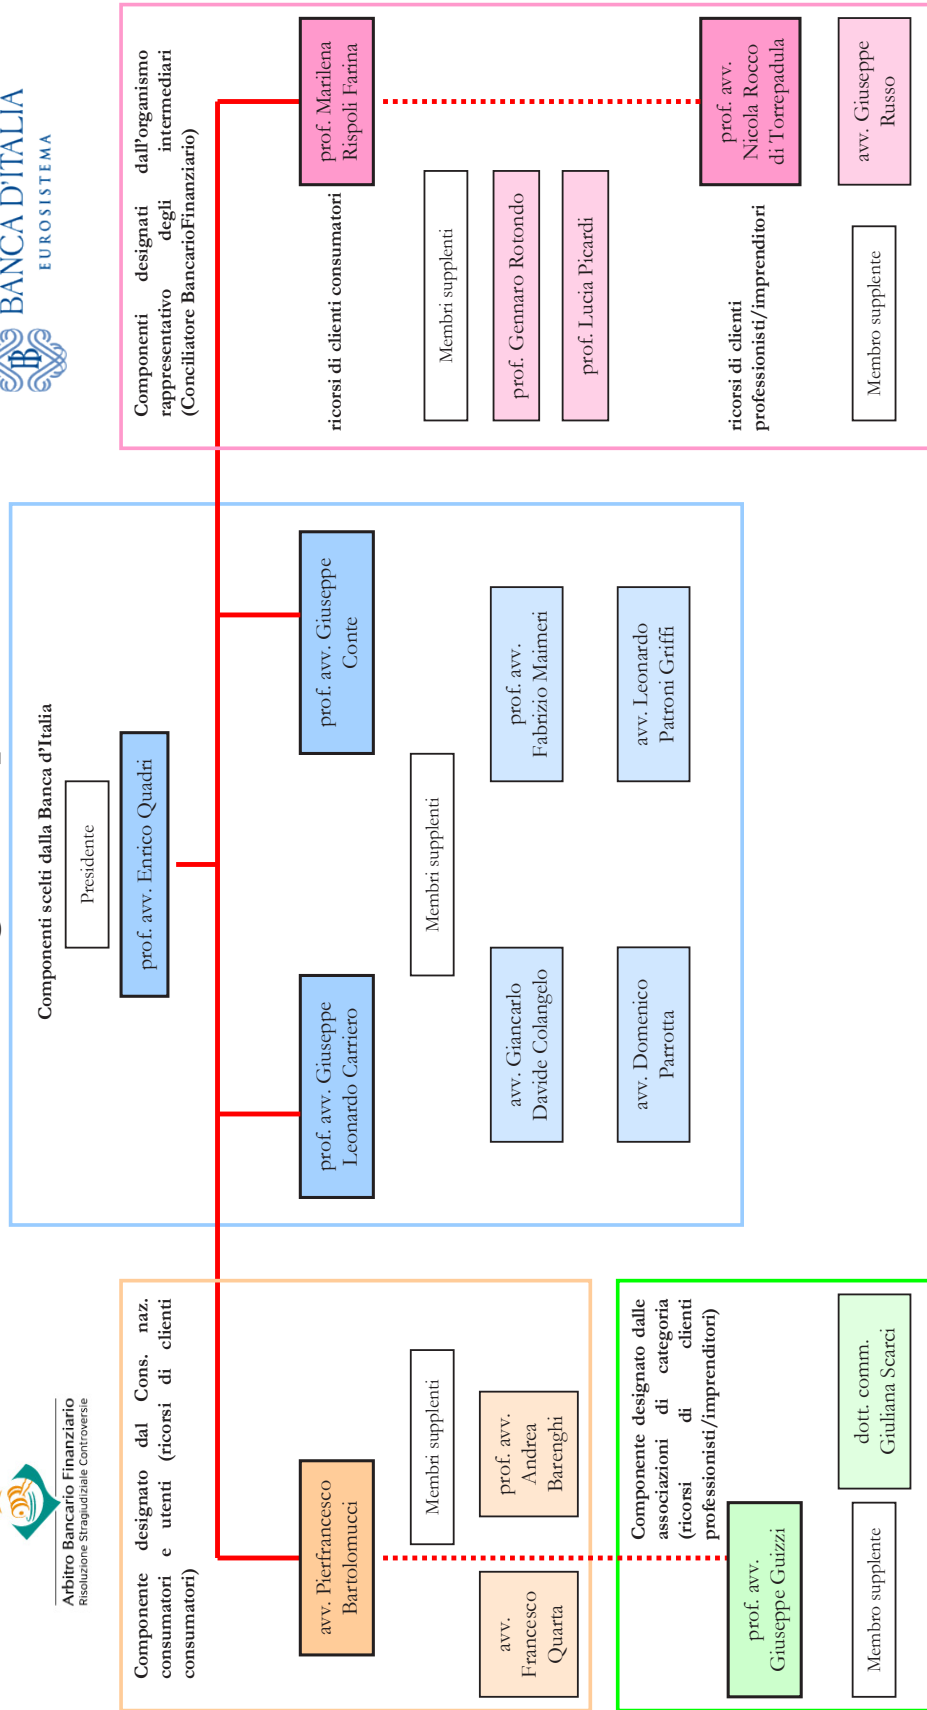 Arbitro Bancario Finanziario
Risoluzione Stragiudiziale Controversie
BANCA D'ITALIA
EUROSISTEMA
Componente designato dal Cons. naz.
consumatori e utenti (ricorsi di clienti
consumatori)
avv. Pierfrancesco
Bartolomucci
Membri supplenti
avv.
Francesco
Quarta
prof. avv.
Andrea
Barenghi
Componente designato dalle
associazioni di categoria
(ricorsi di clienti
professionisti/imprenditori)
prof. avv.
Giuseppe Guizzi
Membro supplente
dott. comm.
Giuliana Scarci
Componenti scelti dalla Banca d'Italia
Presidente
prof. avv. Enrico Quadri
prof. avv. Giuseppe
Leonardo Carriero
prof. avv. Giuseppe
Conte
Membri supplenti
avv. Giancarlo
Davide Colangelo
prof. avv.
Fabrizio Maimeri
avv. Domenico
Parrotta
avv. Leonardo
Patroni Griffi
Componenti designati dall'organismo
rappresentativo degli intermediari
(Conciliatore BancarioFinanziario)
ricorsi di clienti consumatori
prof. Marilena
Rispoli Farina
Membri supplenti
prof. Gennaro Rotondo
prof. Lucia Picardi
ricorsi di clienti
professionisti/imprenditori
prof. avv.
Nicola Rocco
di Torrepadula
Membro supplente
avv. Giuseppe
Russo